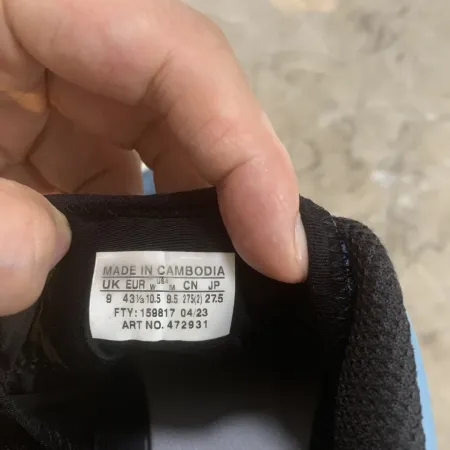 MADE IN CAMBODIA
UK EUR USA W M CN JP
9 43⅓ 10.5 9.5 275(2) 27.5
FTY: 159817 04/23
ART NO. 472931